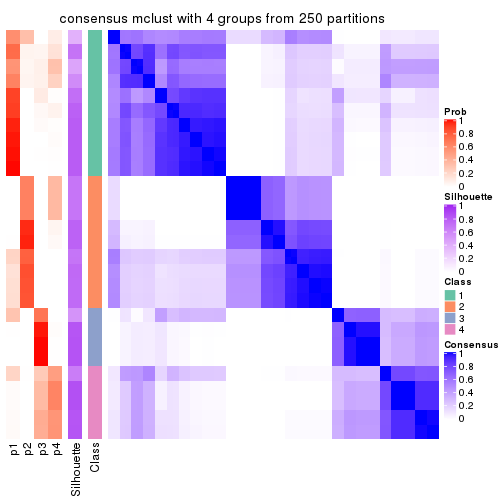 consensus mclust with 4 groups from 250 partitions
Prob
1
0.8
0.6
0.4
0.2
0
Silhouette
1
0.8
0.6
0.4
0.2
0
Class
1
2
3
4
Consensus
1
0.8
0.6
0.4
0.2
0
p1
p2
p3
p4
Silhouette
Class